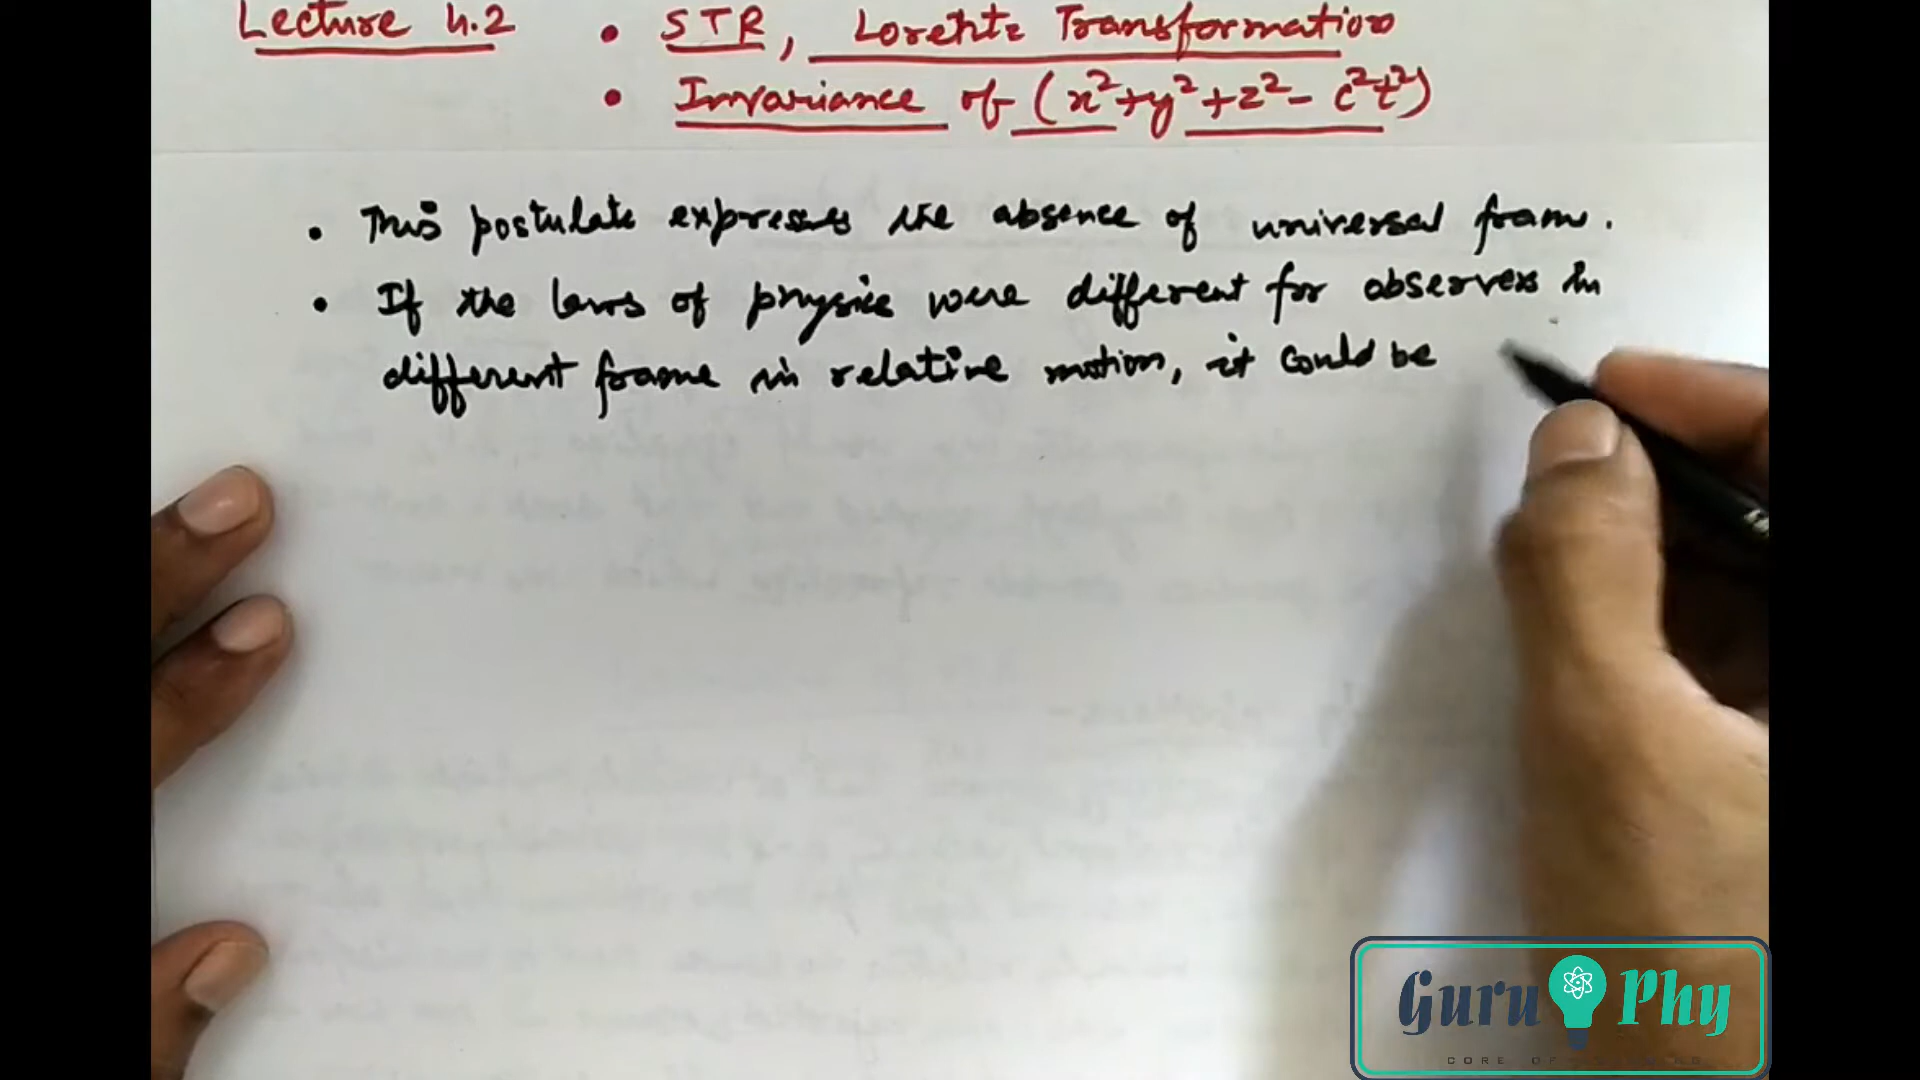 Lecture 4.2 • STR, Lorentz Transformation
• Invariance of (x²+y²+z²- c²t²)
• This postulate expresses the absence of universal frame.
• If the laws of physics were different for observers in
different frame in relative motion, it could be
Guru Phy
CORE OF